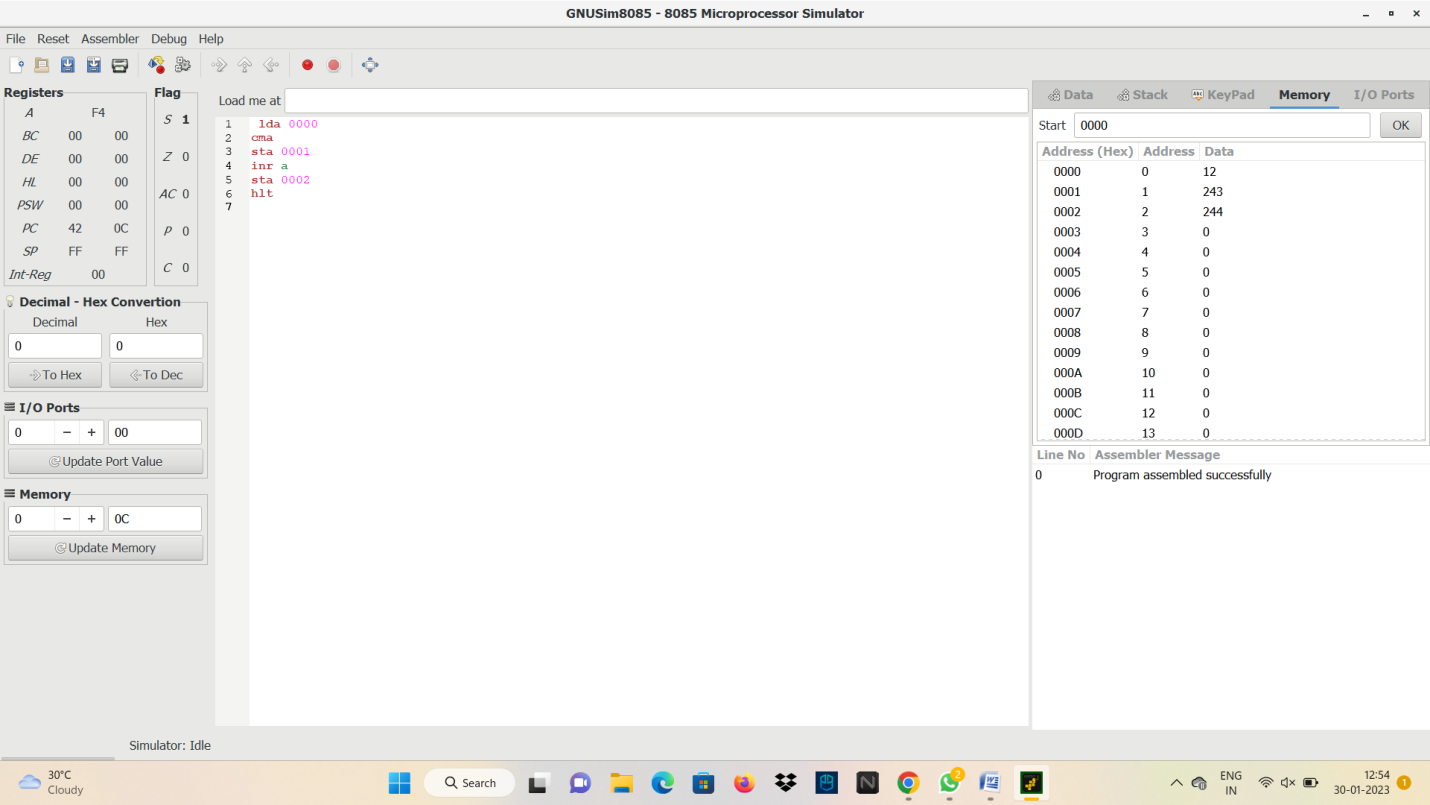 GNUSim8085 - 8085 Microprocessor Simulator
File Reset Assembler Debug Help
Registers
A F4
BC 00 00
DE 00 00
HL 00 00
PSW 00 00
PC 42 0C
SP FF FF
Int-Reg 00
Flag
S 1
Z 0
AC 0
P 0
C 0
Decimal - Hex Convertion
Decimal Hex
0 0
To Hex To Dec
I/O Ports
0 − + 00
Update Port Value
Memory
0 − + 0C
Update Memory
Load me at
1 lda 0000
2 cma
3 sta 0001
4 inr a
5 sta 0002
6 hlt
7
Data Stack KeyPad Memory I/O Ports
Start 0000 OK
Address (Hex) Address Data
0000 0 12
0001 1 243
0002 2 244
0003 3 0
0004 4 0
0005 5 0
0006 6 0
0007 7 0
0008 8 0
0009 9 0
000A 10 0
000B 11 0
000C 12 0
000D 13 0
Line No Assembler Message
0 Program assembled successfully
Simulator: Idle
30°C
Cloudy
Search
2
ENG
IN
12:54
30-01-2023
1